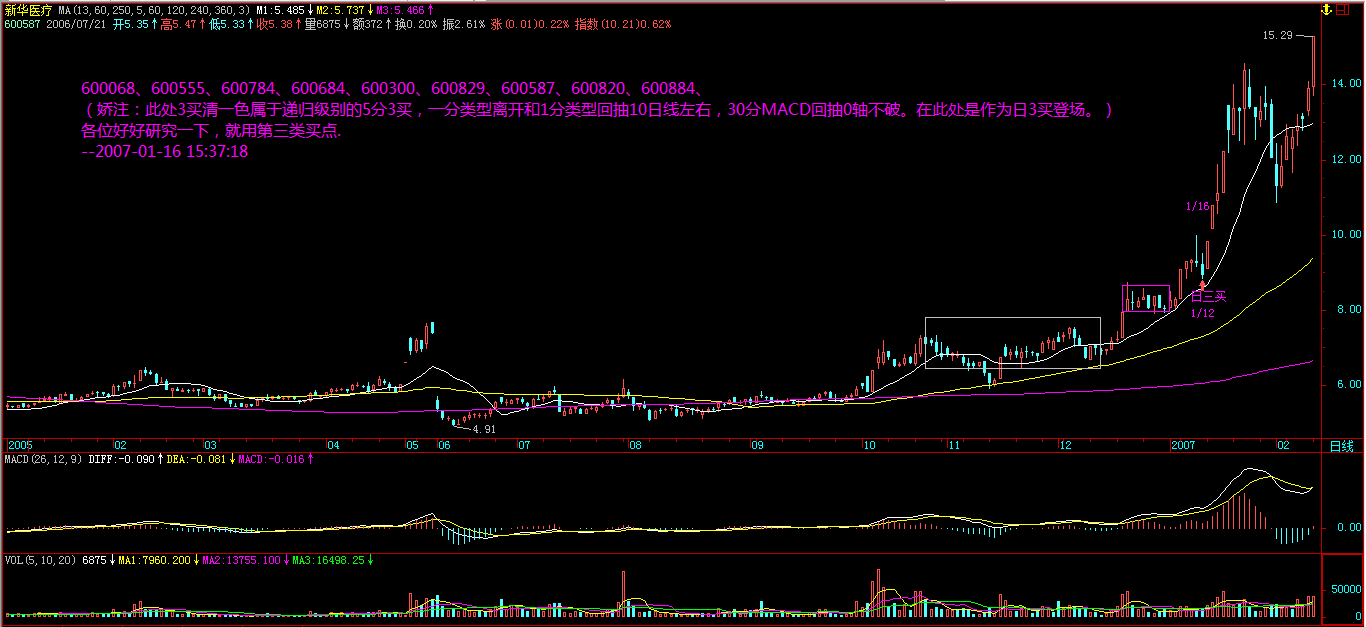 新华医疗 MA(13,60,250,5,60,120,240,360,3) M1:5.485↓M2:5.737↓M3:5.466↑
600587 2006/07/21 开5.35↑高5.47↑低5.33↑收5.38↑量6875↓额372↑换0.20% 振2.61% 涨(0.01)0.22% 指数(10.21)0.62%
15.29
600068、600555、600784、600684、600300、600829、600587、600820、600884、
（娇注：此处3买清一色属于递归级别的5分3买，一分类型离开和1分类型回抽10日线左右，30分MACD回抽0轴不破。在此处是作为日3买登场。）
各位好好研究一下，就用第三类买点.
--2007-01-16 15:37:18
14.00
12.00
1/16
10.00
日三买
1/12
8.00
6.00
4.91
2005 02 03 04 05 06 07 08 09 10 11 12 2007 02 日线
MACD(26,12,9) DIFF:-0.090↑DEA:-0.081↓MACD:-0.018↑
0.00
VOL(5,10,20) 6875↓MA1:7960.200↓MA2:13755.100↓MA3:16498.25↓
50000
0